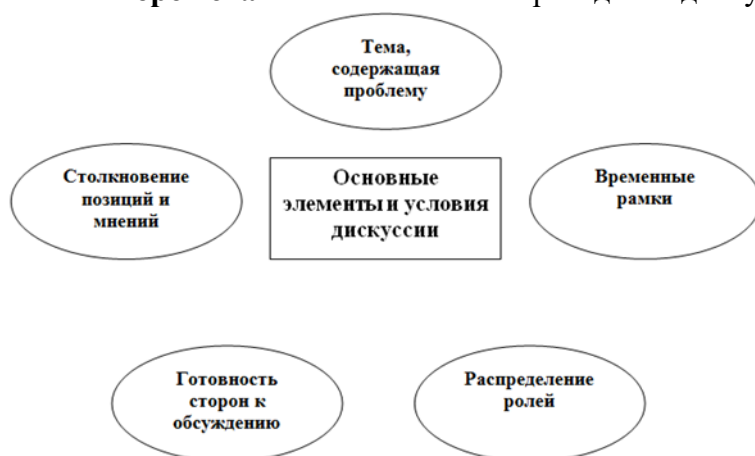 Тема,
содержащая
проблему
Столкновение
позиций и
мнений
Основные
элементы и условия
дискуссии
Временные
рамки
Готовность
сторон к
обсуждению
Распределение
ролей